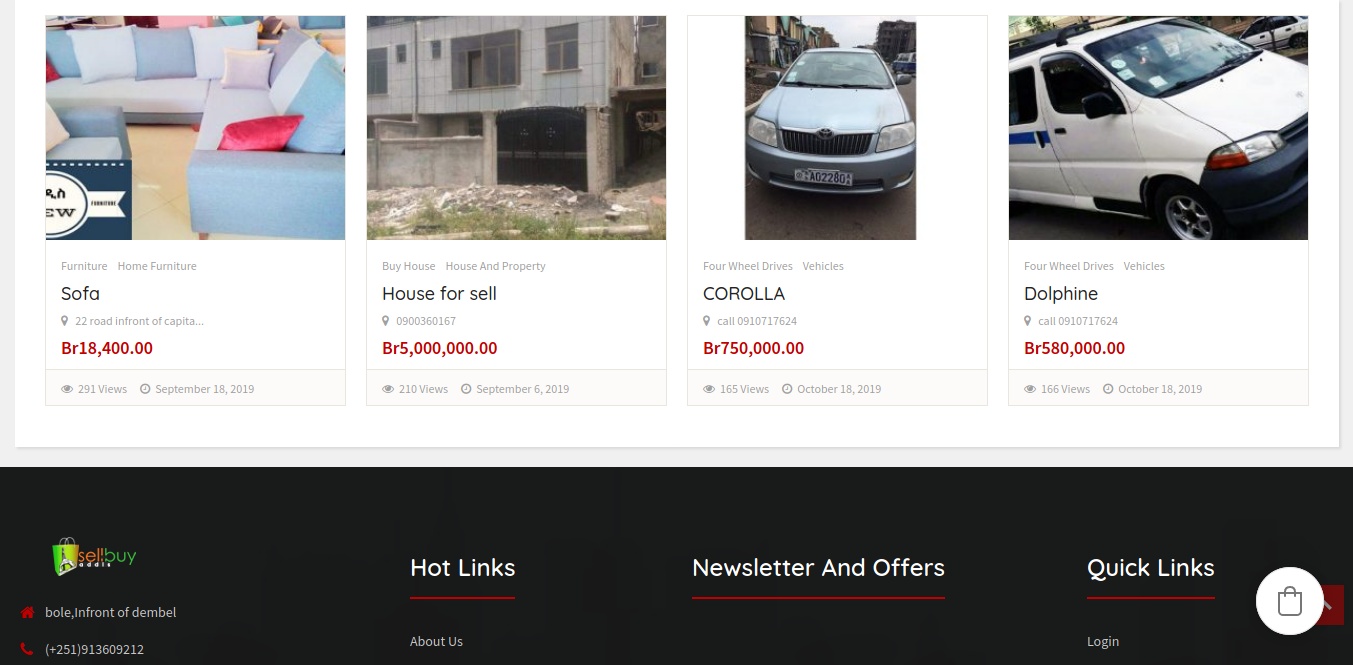 ዲስ
EW
FURNITURE
A02280
Furniture Home Furniture
Sofa
22 road infront of capita...
Br18,400.00
291 Views September 18, 2019
Buy House House And Property
House for sell
0900360167
Br5,000,000.00
210 Views September 6, 2019
Four Wheel Drives Vehicles
COROLLA
call 0910717624
Br750,000.00
165 Views October 18, 2019
Four Wheel Drives Vehicles
Dolphine
call 0910717624
Br580,000.00
166 Views October 18, 2019
sell!buy
addis
bole,Infront of dembel
(+251)913609212
Hot Links
About Us
Newsletter And Offers
Quick Links
Login